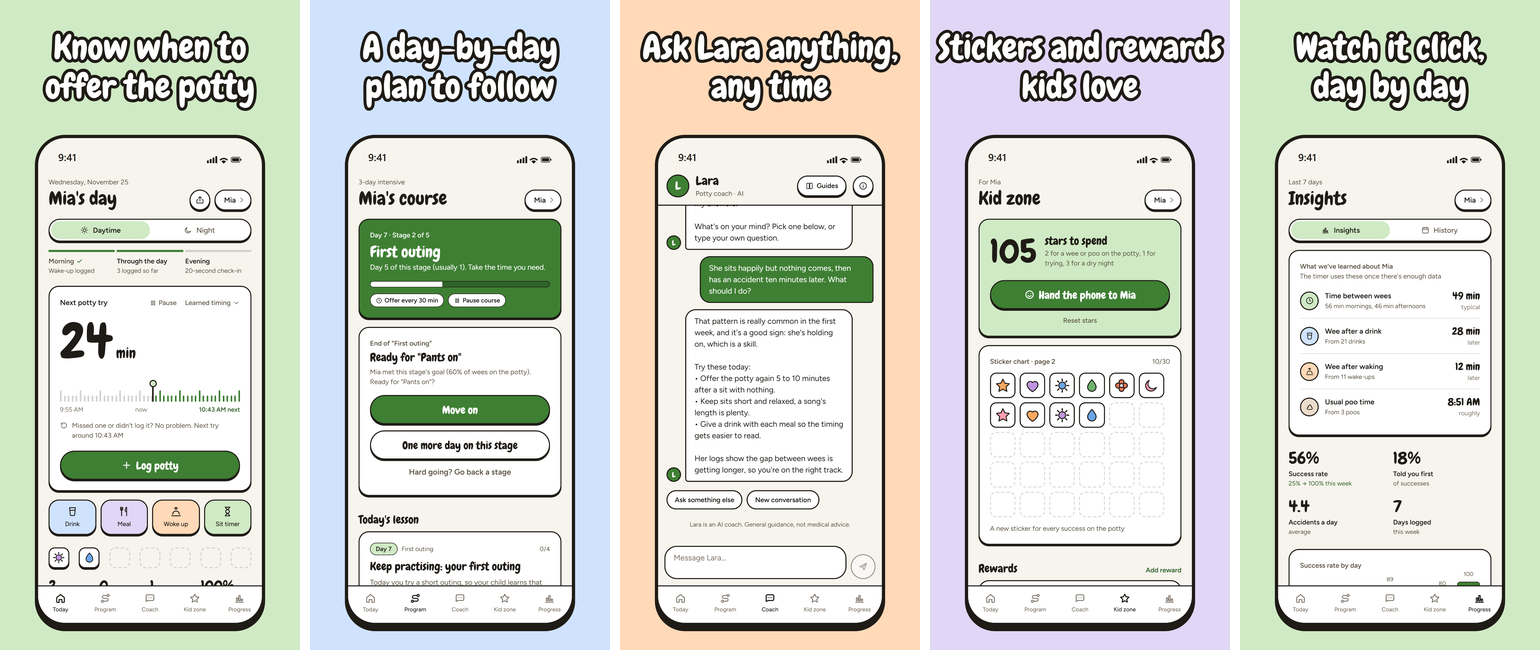 Know when to
offer the potty
9:41
Wednesday, November 25
Mia's day
Mia
Daytime
Night
Morning ✓
Wake-up logged
Through the day
3 logged so far
Evening
20-second check-in
Next potty try
Pause
Learned timing
24 min
9:55 AM
now
10:43 AM next
Missed one or didn't log it? No problem. Next try
around 10:43 AM
+ Log potty
Drink
Meal
Woke up
Sit timer
100%
Today
Program
Coach
Kid zone
Progress
A day-by-day
plan to follow
9:41
3-day intensive
Mia's course
Mia
Day 7 · Stage 2 of 5
First outing
Day 5 of this stage (usually 1). Take the time you need.
Offer every 30 min
Pause course
End of "First outing"
Ready for "Pants on"
Mia met this stage's goal (60% of wees on the potty).
Ready for "Pants on"?
Move on
One more day on this stage
Hard going? Go back a stage
Today's lesson
Day 7
First outing
0/4
Keep practising: your first outing
Today you try a short outing, so your child learns that
Today
Program
Coach
Kid zone
Progress
Ask Lara anything,
any time
9:41
L
Lara
Potty coach · AI
Guides
What's on your mind? Pick one below, or
type your own question.
L
She sits happily but nothing comes, then
has an accident ten minutes later. What
should I do?
That pattern is really common in the first
week, and it's a good sign: she's holding
on, which is a skill.
Try these today:
• Offer the potty again 5 to 10 minutes
after a sit with nothing.
• Keep sits short and relaxed, a song's
length is plenty.
• Give a drink with each meal so the timing
gets easier to read.
Her logs show the gap between wees is
getting longer, so you're on the right track.
L
Ask something else
New conversation
Lara is an AI coach. General guidance, not medical advice.
Message Lara...
Today
Program
Coach
Kid zone
Progress
Stickers and rewards
kids love
9:41
For Mia
Kid zone
Mia
105
stars to spend
2 for a wee or poo on the potty, 1 for
trying, 3 for a dry night
Hand the phone to Mia
Reset stars
Sticker chart · page 2
10/30
A new sticker for every success on the potty
Rewards
Add reward
Today
Program
Coach
Kid zone
Progress
Watch it click,
day by day
9:41
Last 7 days
Insights
Mia
Insights
History
What we've learned about Mia
The timer uses these once there's enough data
Time between wees
56 min mornings, 46 min afternoons
49 min
typical
Wee after a drink
From 21 drinks
28 min
later
Wee after waking
From 11 wake-ups
12 min
later
Usual poo time
From 3 poos
8:51 AM
roughly
56%
Success rate
25% → 100% this week
18%
Told you first
of successes
4.4
Accidents a day
average
7
Days logged
this week
Success rate by day
89
80
100
Today
Program
Coach
Kid zone
Progress